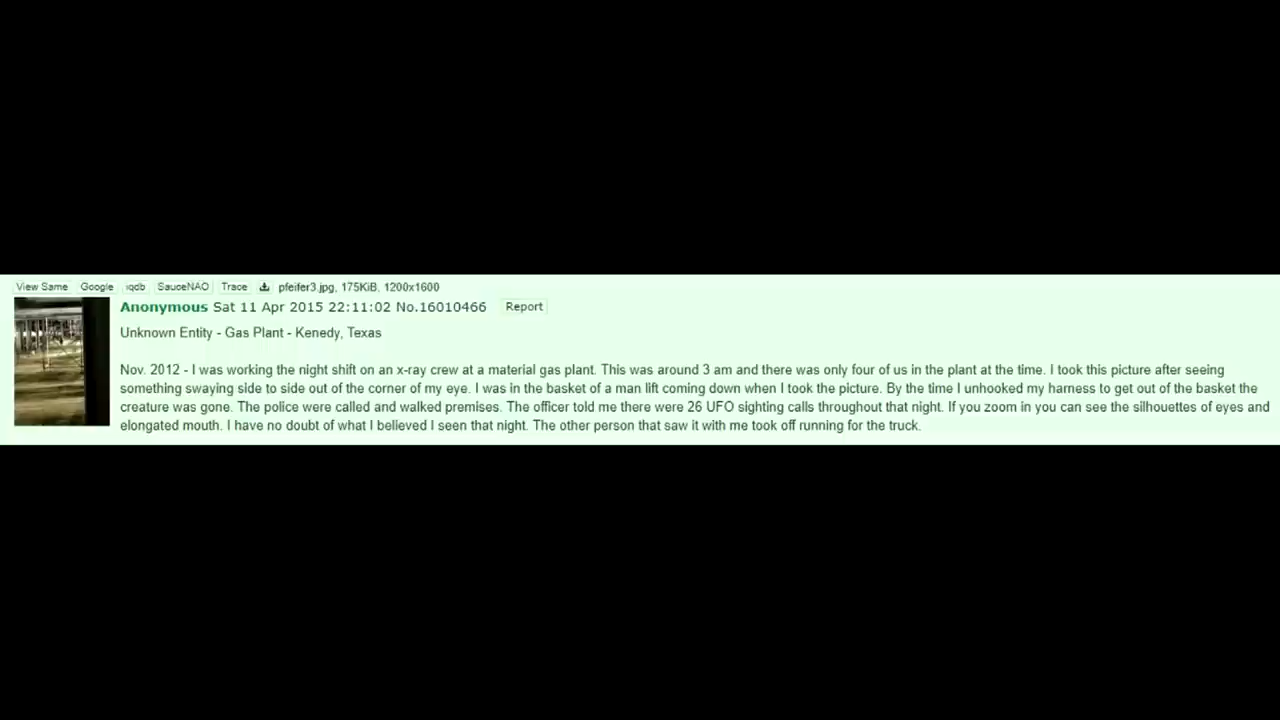 View Same Google iqdb SauceNAO Trace pfeifer3.jpg, 175KiB, 1200x1600
Anonymous Sat 11 Apr 2015 22:11:02 No.16010466 Report
Unknown Entity - Gas Plant - Kenedy, Texas
Nov. 2012 - I was working the night shift on an x-ray crew at a material gas plant. This was around 3 am and there was only four of us in the plant at the time. I took this picture after seeing
something swaying side to side out of the corner of my eye. I was in the basket of a man lift coming down when I took the picture. By the time I unhooked my harness to get out of the basket the
creature was gone. The police were called and walked premises. The officer told me there were 26 UFO sighting calls throughout that night. If you zoom in you can see the silhouettes of eyes and
elongated mouth. I have no doubt of what I believed I seen that night. The other person that saw it with me took off running for the truck.